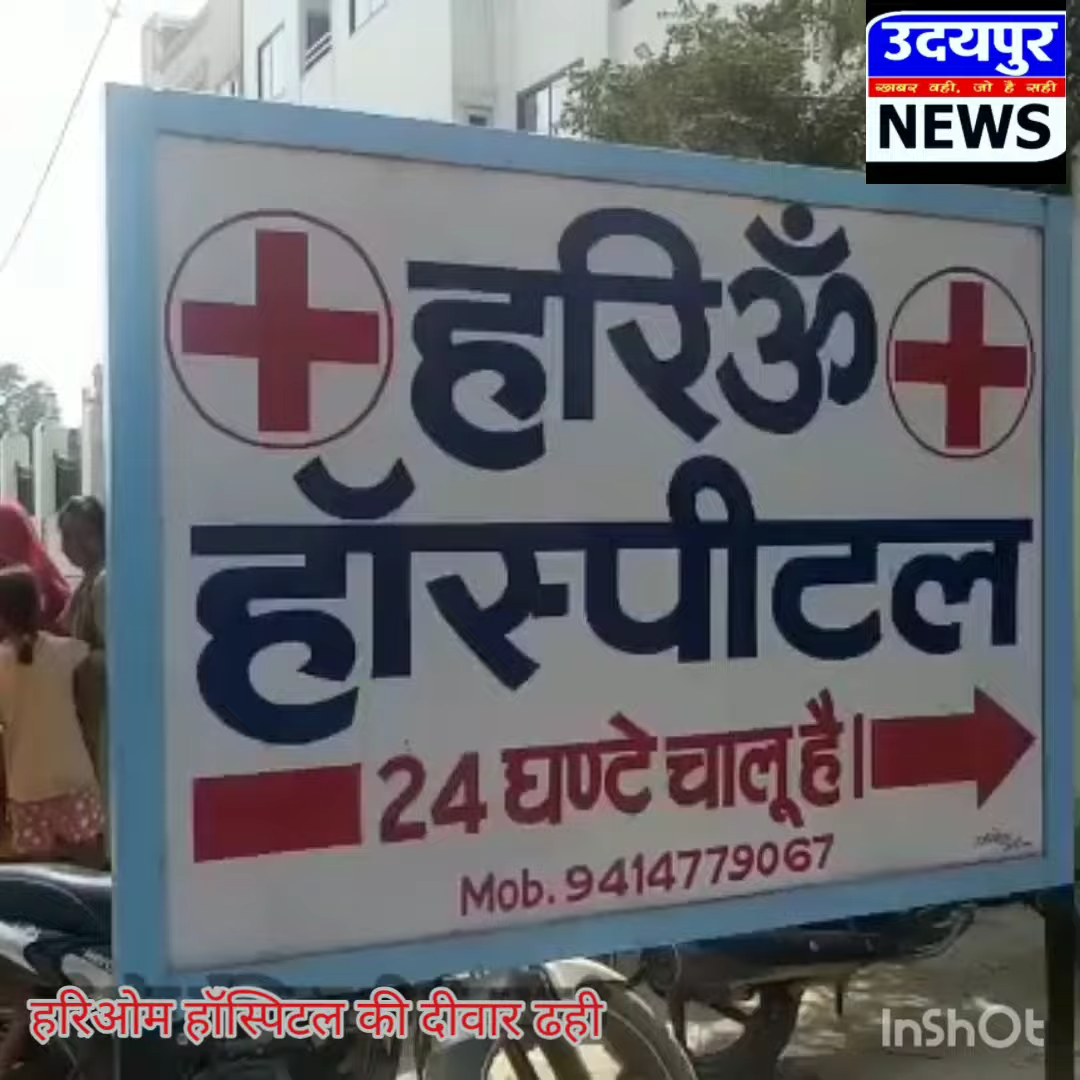 उदयपुर
खबर वही, जो है सही
NEWS
हरिॐ
हॉस्पीटल
24 घण्टे चालू है।
Mob. 9414779067
हरिओम हॉस्पिटल की दीवार ढही
InShOt